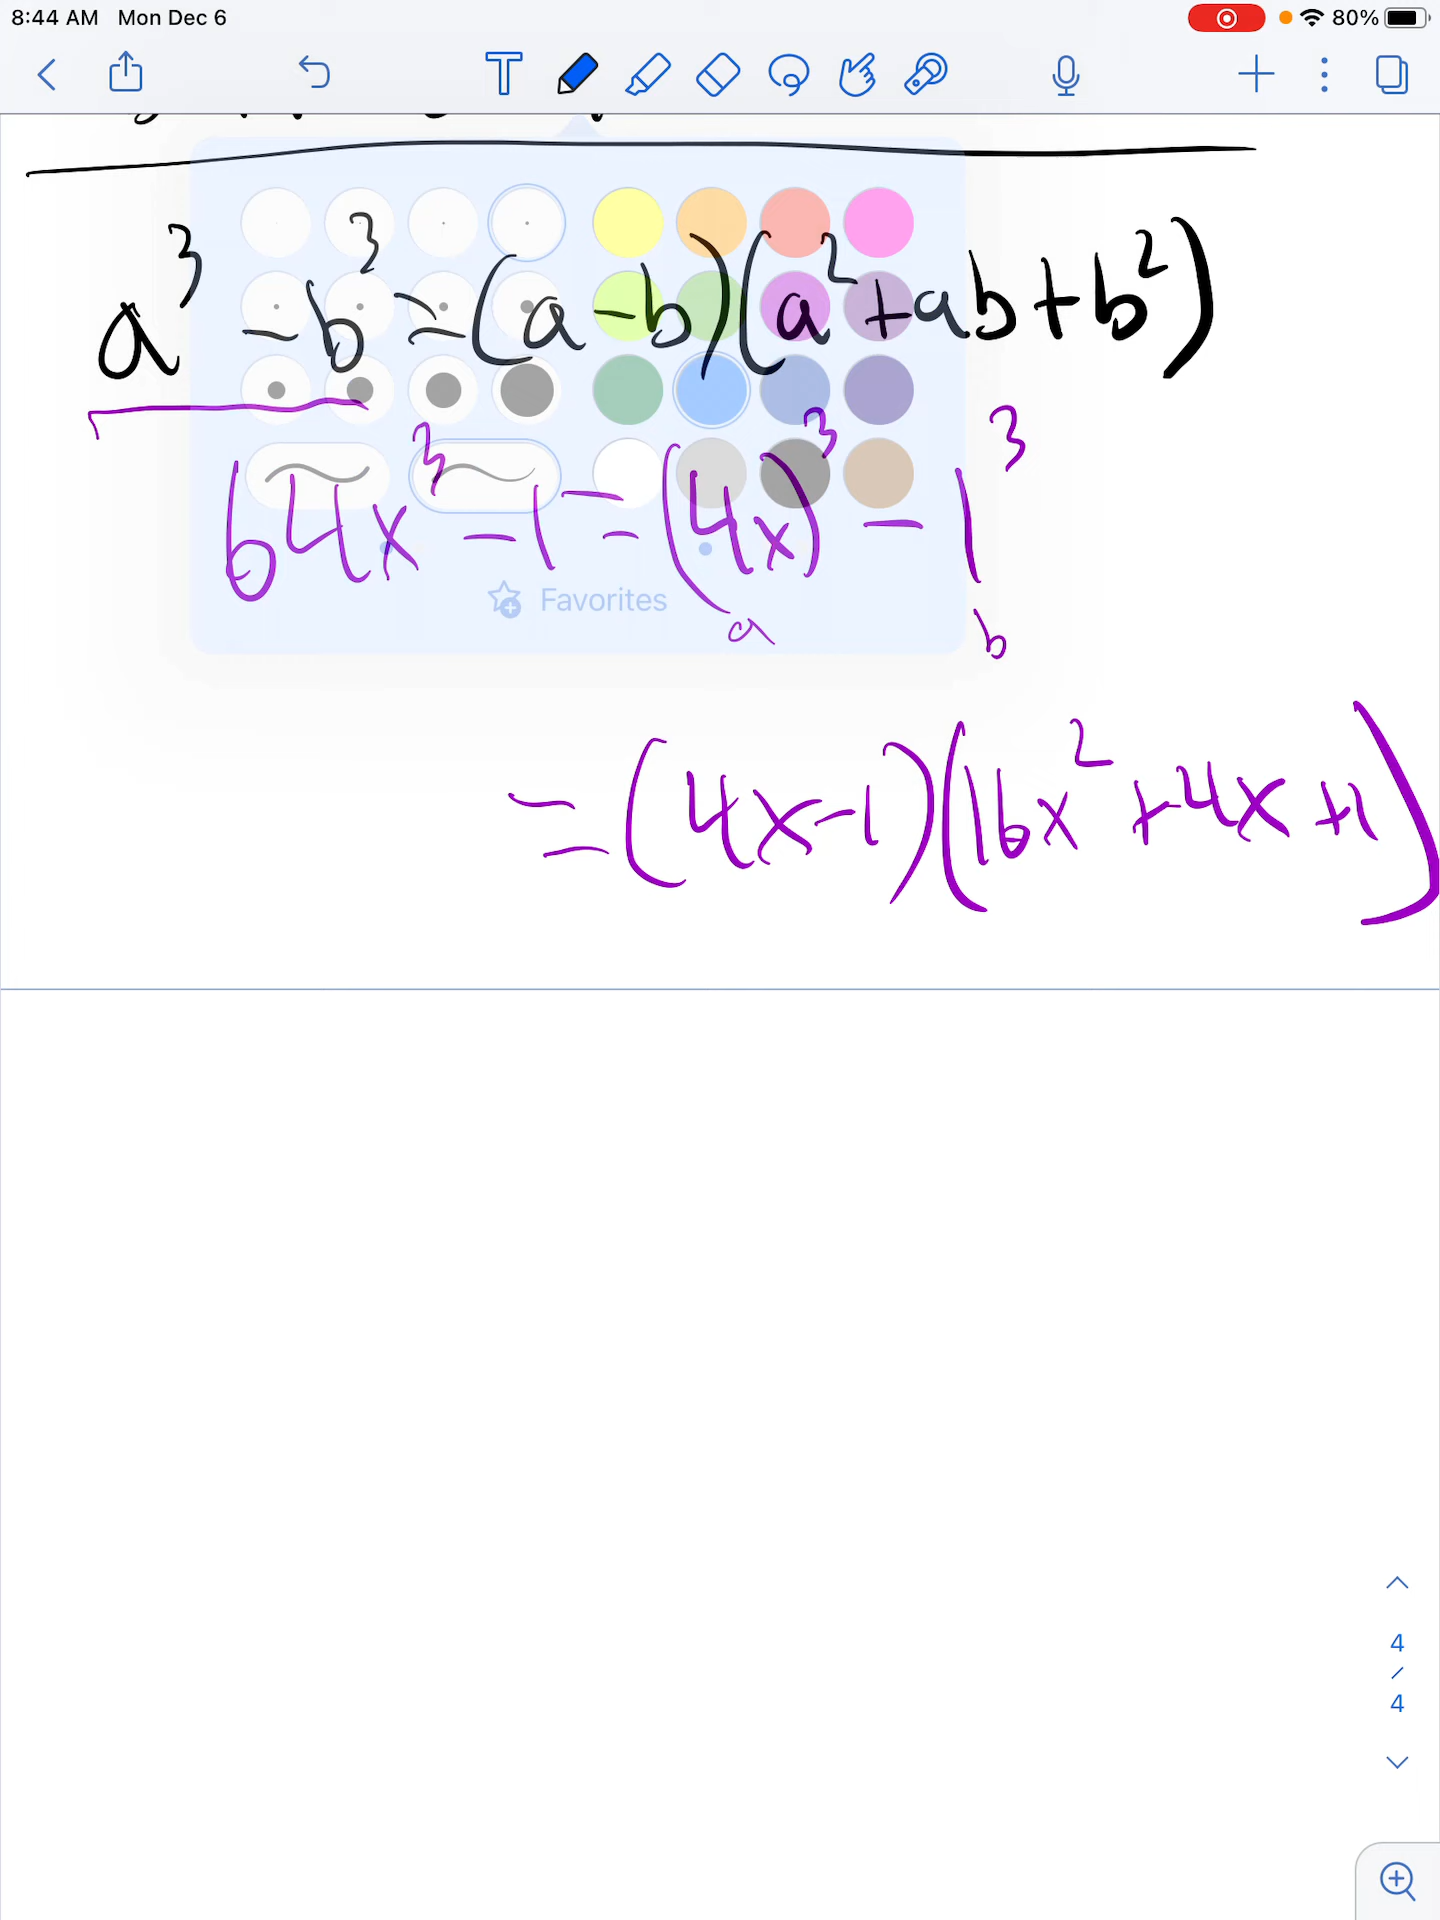 8:44 AM Mon Dec 6 80%
T
a³ - b³ = (a-b)(a²+ab+b²)
64x³ - 1 = (4x)³ - 1³
a b
Favorites
= (4x-1)(16x²+4x+1)
4
/
4